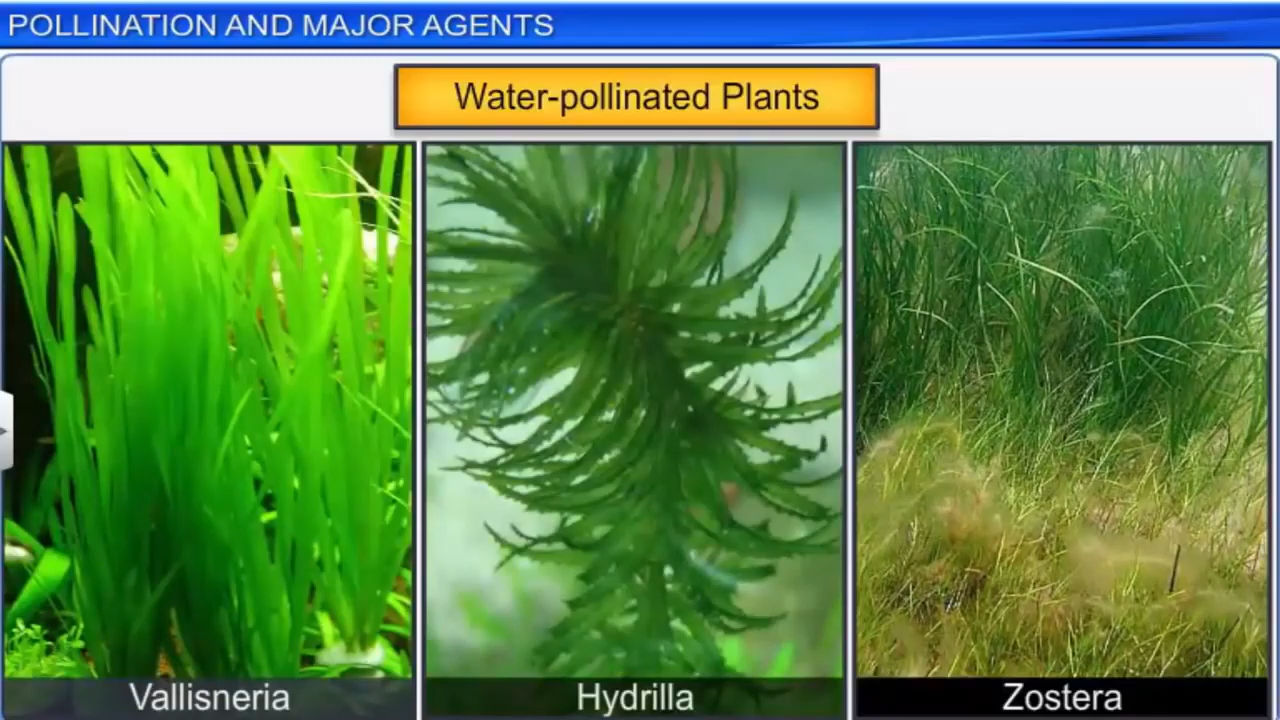 POLLINATION AND MAJOR AGENTS
Water-pollinated Plants
Vallisneria
Hydrilla
Zostera